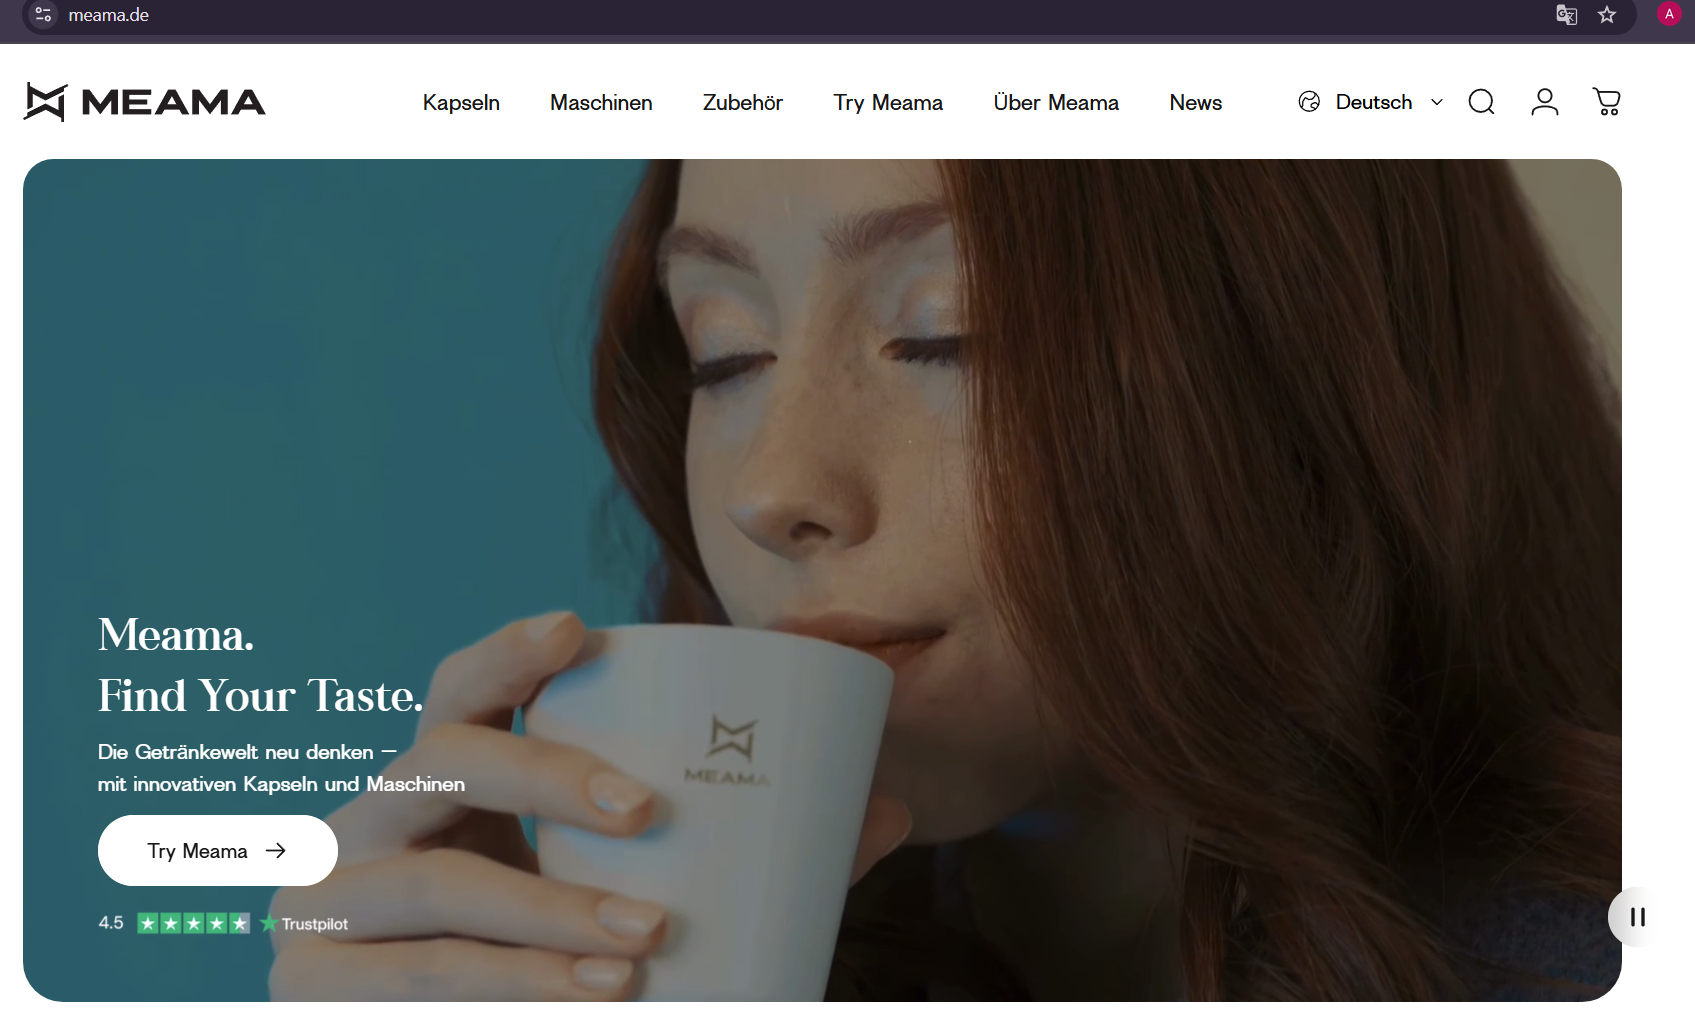 meama.de
A
MEAMA
Kapseln
Maschinen
Zubehör
Try Meama
Über Meama
News
Deutsch
Meama.
Find Your Taste.
Die Getränkewelt neu denken –
mit innovativen Kapseln und Maschinen
MEAMA
Try Meama
4.5
Trustpilot